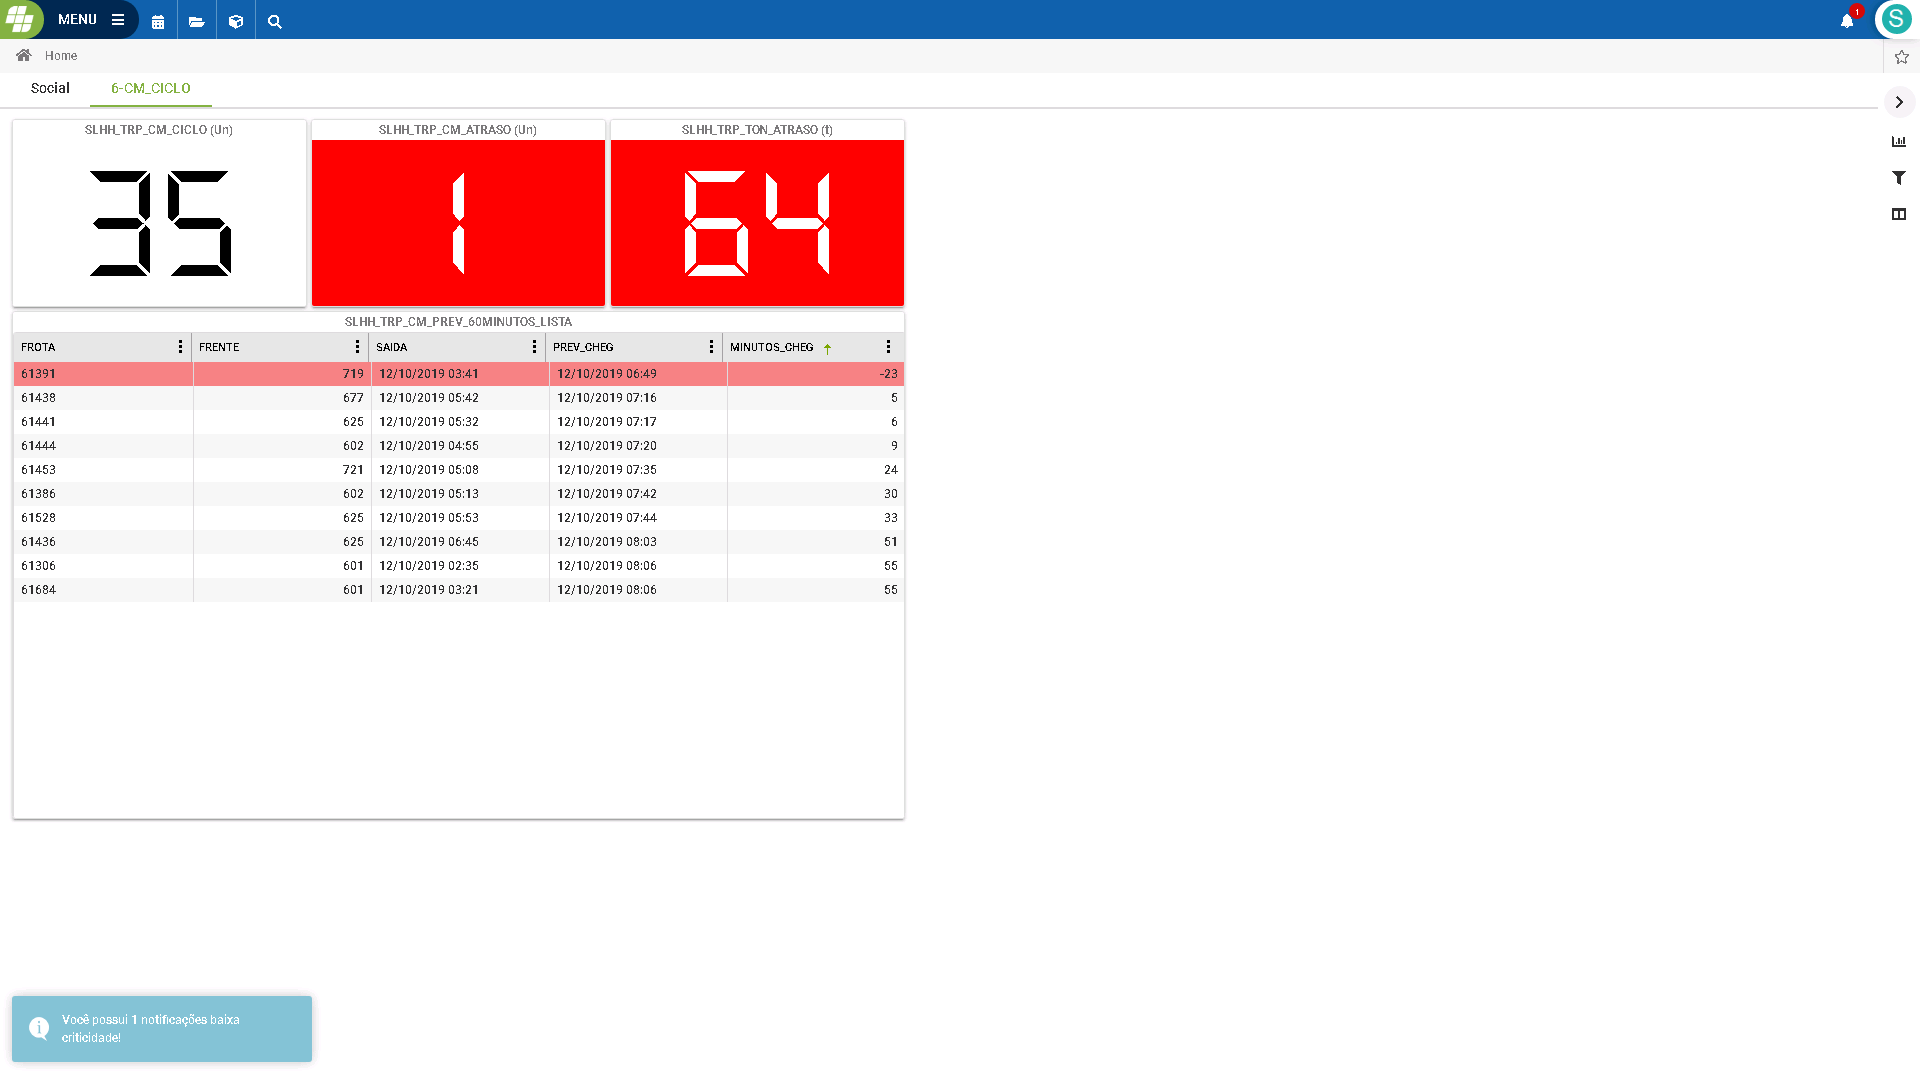 MENU
1
S
Home
Social 6-CM_CICLO
SLHH_TRP_CM_CICLO (Un) SLHH_TRP_CM_ATRASO (Un) SLHH_TRP_TON_ATRASO (t)
35 1 64
SLHH_TRP_CM_PREV_60MINUTOS_LISTA
FROTA FRENTE SAIDA PREV_CHEG MINUTOS_CHEG
61391 719 12/10/2019 03:41 12/10/2019 06:49 -23
61438 677 12/10/2019 05:42 12/10/2019 07:16 5
61441 625 12/10/2019 05:32 12/10/2019 07:17 6
61444 602 12/10/2019 04:55 12/10/2019 07:20 9
61453 721 12/10/2019 05:08 12/10/2019 07:35 24
61386 602 12/10/2019 05:13 12/10/2019 07:42 30
61528 625 12/10/2019 05:53 12/10/2019 07:44 33
61436 625 12/10/2019 06:45 12/10/2019 08:03 51
61306 601 12/10/2019 02:35 12/10/2019 08:06 55
61684 601 12/10/2019 03:21 12/10/2019 08:06 55
Você possui 1 notificações baixa
criticidade!